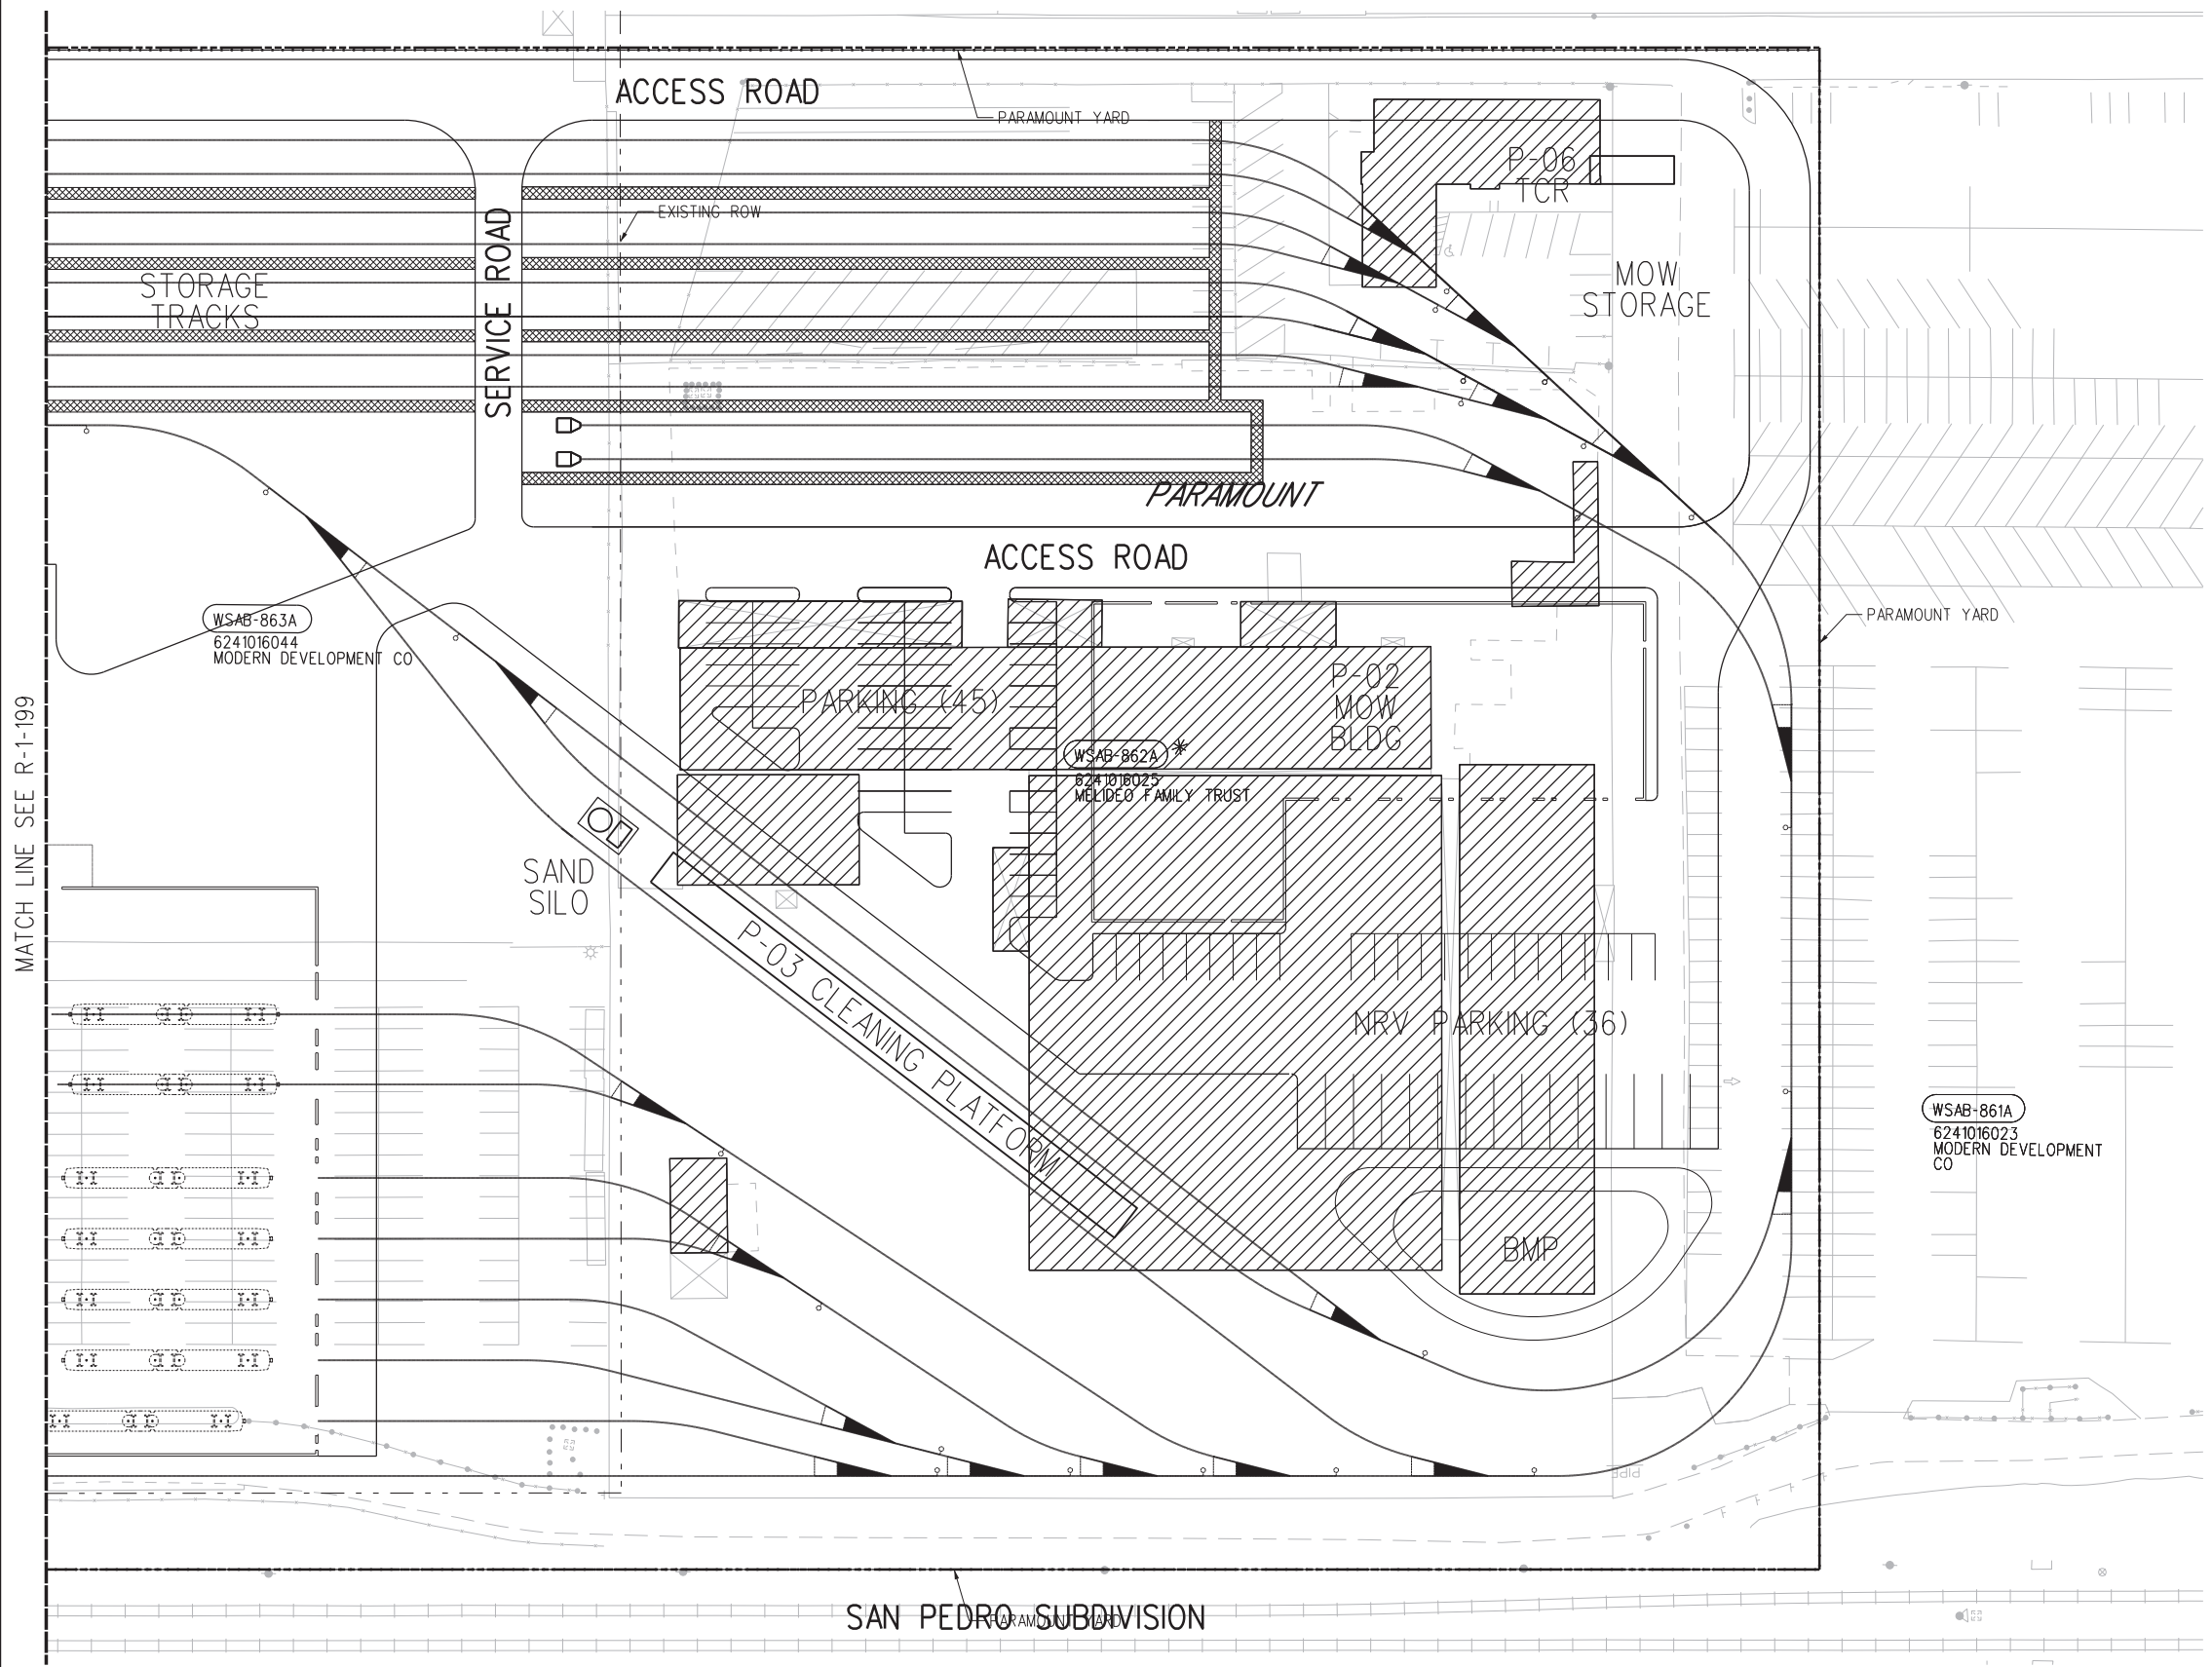 ACCESS ROAD
PARAMOUNT YARD
P-06
TCR
EXISTING ROW
SERVICE ROAD
STORAGE
TRACKS
MOW
STORAGE
PARAMOUNT
ACCESS ROAD
WSAB-863A
6241016044
MODERN DEVELOPMENT CO
PARAMOUNT YARD
PARKING (45)
P-02
MOW
BLDG
WSAB-862A *
6241016025
MELIDEO FAMILY TRUST
MATCH LINE SEE R-1-199
SAND
SILO
P-03 CLEANING PLATFORM
NRV PARKING (36)
WSAB-861A
6241016023
MODERN DEVELOPMENT
CO
BMP
PIPE
SAN PEDRO SUBDIVISION
PARAMOUNT YARD